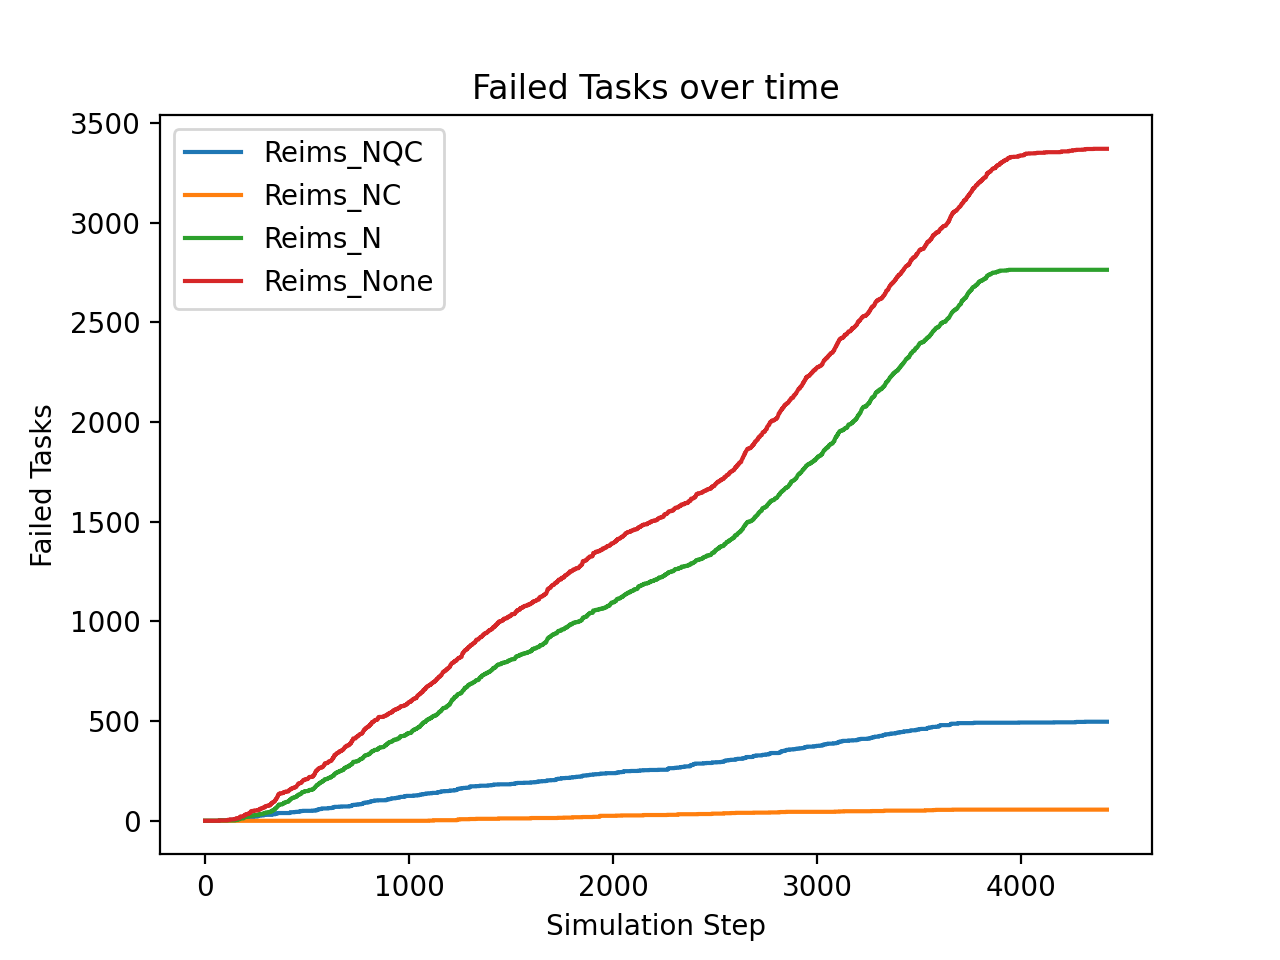 Failed Tasks over time
3500
3000
2500
2000
1500
1000
500
0
Failed Tasks
Reims_NQC
Reims_NC
Reims_N
Reims_None
0 1000 2000 3000 4000
Simulation Step